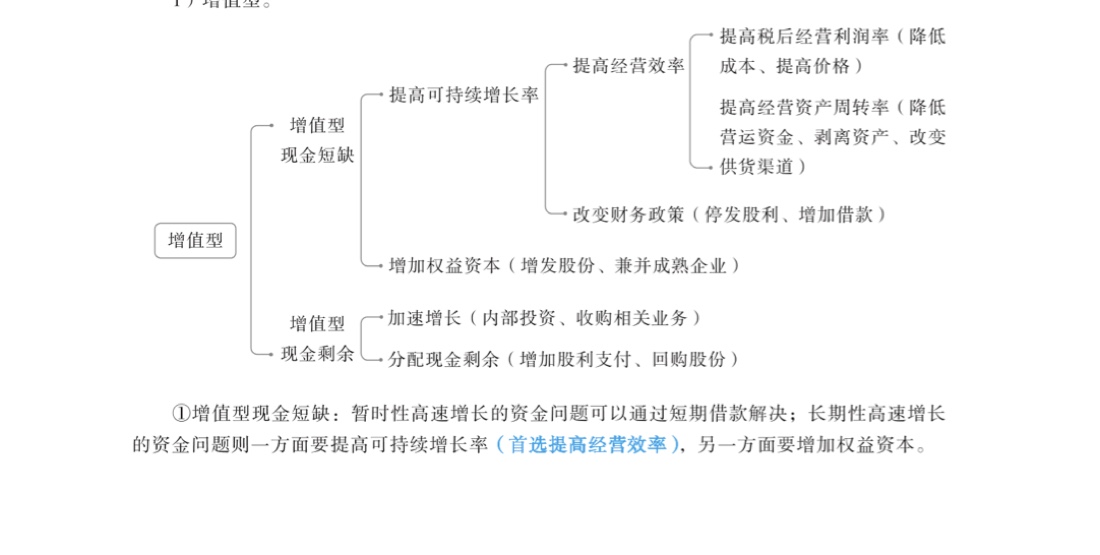 1）增值型。
提高税后经营利润率（降低
成本、提高价格）
提高经营效率
提高可持续增长率
提高经营资产周转率（降低
营运资金、剥离资产、改变
供货渠道）
增值型
现金短缺
改变财务政策（停发股利、增加借款）
增值型
增加权益资本（增发股份、兼并成熟企业）
增值型
现金剩余
加速增长（内部投资、收购相关业务）
分配现金剩余（增加股利支付、回购股份）
①增值型现金短缺：暂时性高速增长的资金问题可以通过短期借款解决；长期性高速增长
的资金问题则一方面要提高可持续增长率（首选提高经营效率），另一方面要增加权益资本。